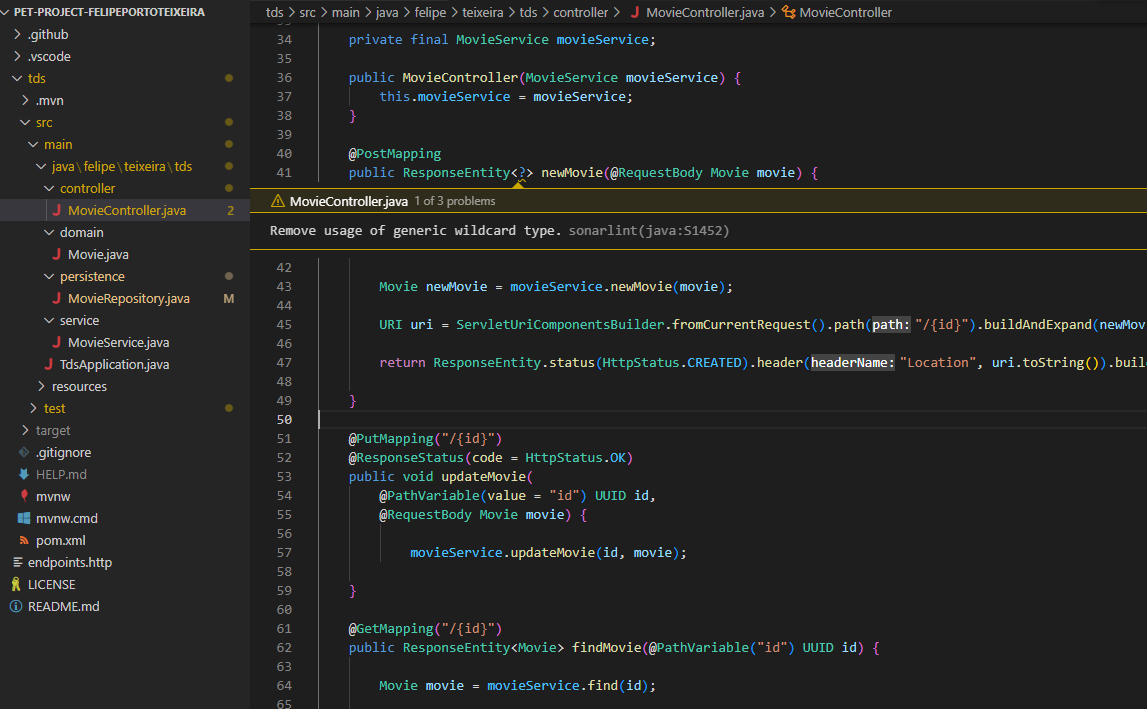 PET-PROJECT-FELIPEPORTOTEIXEIRA
.github
.vscode
tds
.mvn
src
main
java\felipe\teixeira\tds
controller
MovieController.java 2
domain
Movie.java
persistence
MovieRepository.java M
service
MovieService.java
TdsApplication.java
resources
test
target
.gitignore
HELP.md
mvnw
mvnw.cmd
pom.xml
endpoints.http
LICENSE
README.md
tds > src > main > java > felipe > teixeira > tds > controller > MovieController.java > MovieController
34 private final MovieService movieService;
35
36 public MovieController(MovieService movieService) {
37 this.movieService = movieService;
38 }
39
40 @PostMapping
41 public ResponseEntity<?> newMovie(@RequestBody Movie movie) {
MovieController.java 1 of 3 problems
Remove usage of generic wildcard type. sonarlint(java:S1452)
42
43 Movie newMovie = movieService.newMovie(movie);
44
45 URI uri = ServletUriComponentsBuilder.fromCurrentRequest().path(path: "/{id}").buildAndExpand(newMov
46
47 return ResponseEntity.status(HttpStatus.CREATED).header(headerName: "Location", uri.toString()).buil
48
49 }
50
51 @PutMapping("/{id}")
52 @ResponseStatus(code = HttpStatus.OK)
53 public void updateMovie(
54 @PathVariable(value = "id") UUID id,
55 @RequestBody Movie movie) {
56
57 movieService.updateMovie(id, movie);
58
59 }
60
61 @GetMapping("/{id}")
62 public ResponseEntity<Movie> findMovie(@PathVariable("id") UUID id) {
63
64 Movie movie = movieService.find(id);
65